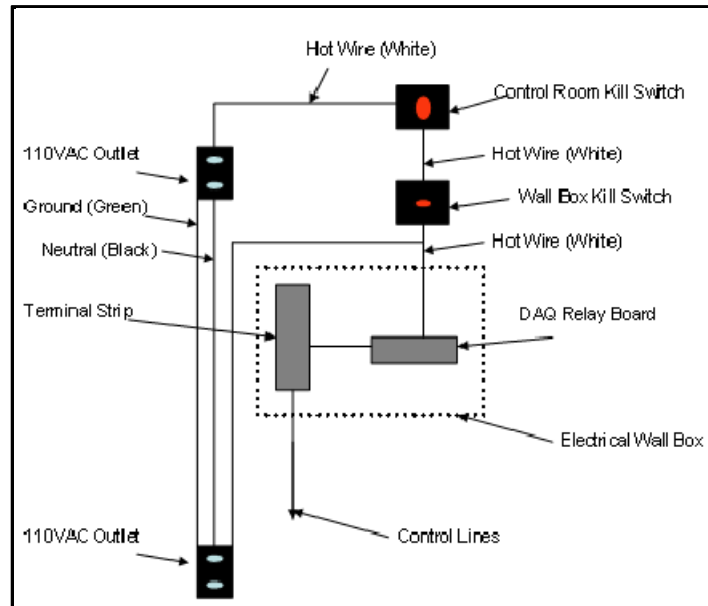 Hot Wire (White)
Control Room Kill Switch
110VAC Outlet
Hot Wire (White)
Ground (Green)
Wall Box Kill Switch
Neutral (Black)
Hot Wire (White)
Terminal Strip
DAQ Relay Board
Electrical Wall Box
110VAC Outlet
Control Lines